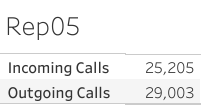 Rep05
Incoming Calls 25,205
Outgoing Calls 29,003